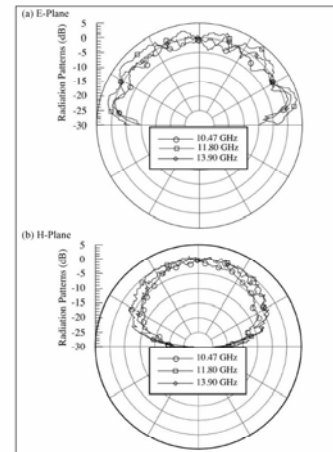 (a) E-Plane
Radiation Patterns (dB)
5
0
-5
-10
-15
-20
-25
-30
10.47 GHz
11.80 GHz
13.90 GHz
(b) H-Plane
Radiation Patterns (dB)
5
0
-5
-10
-15
-20
-25
-30
10.47 GHz
11.80 GHz
13.90 GHz